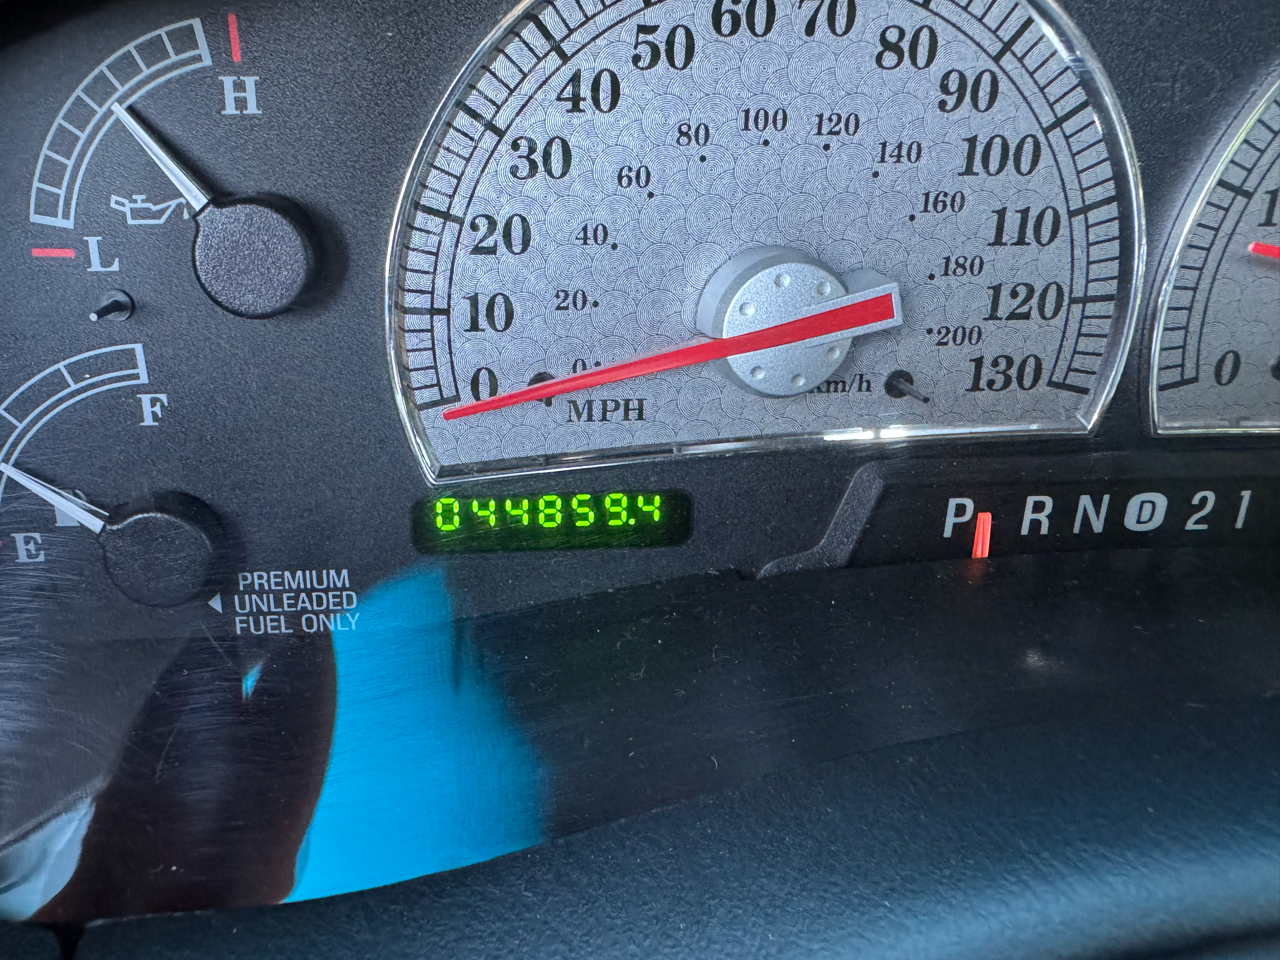 H
L
F
E
PREMIUM
UNLEADED
FUEL ONLY
0 10 20 30 40 50 60 70 80 90 100 110 120 130
0 20 40 60 80 100 120 140 160 180 200
MPH
km/h
044859.4
P R N D 2 1
0